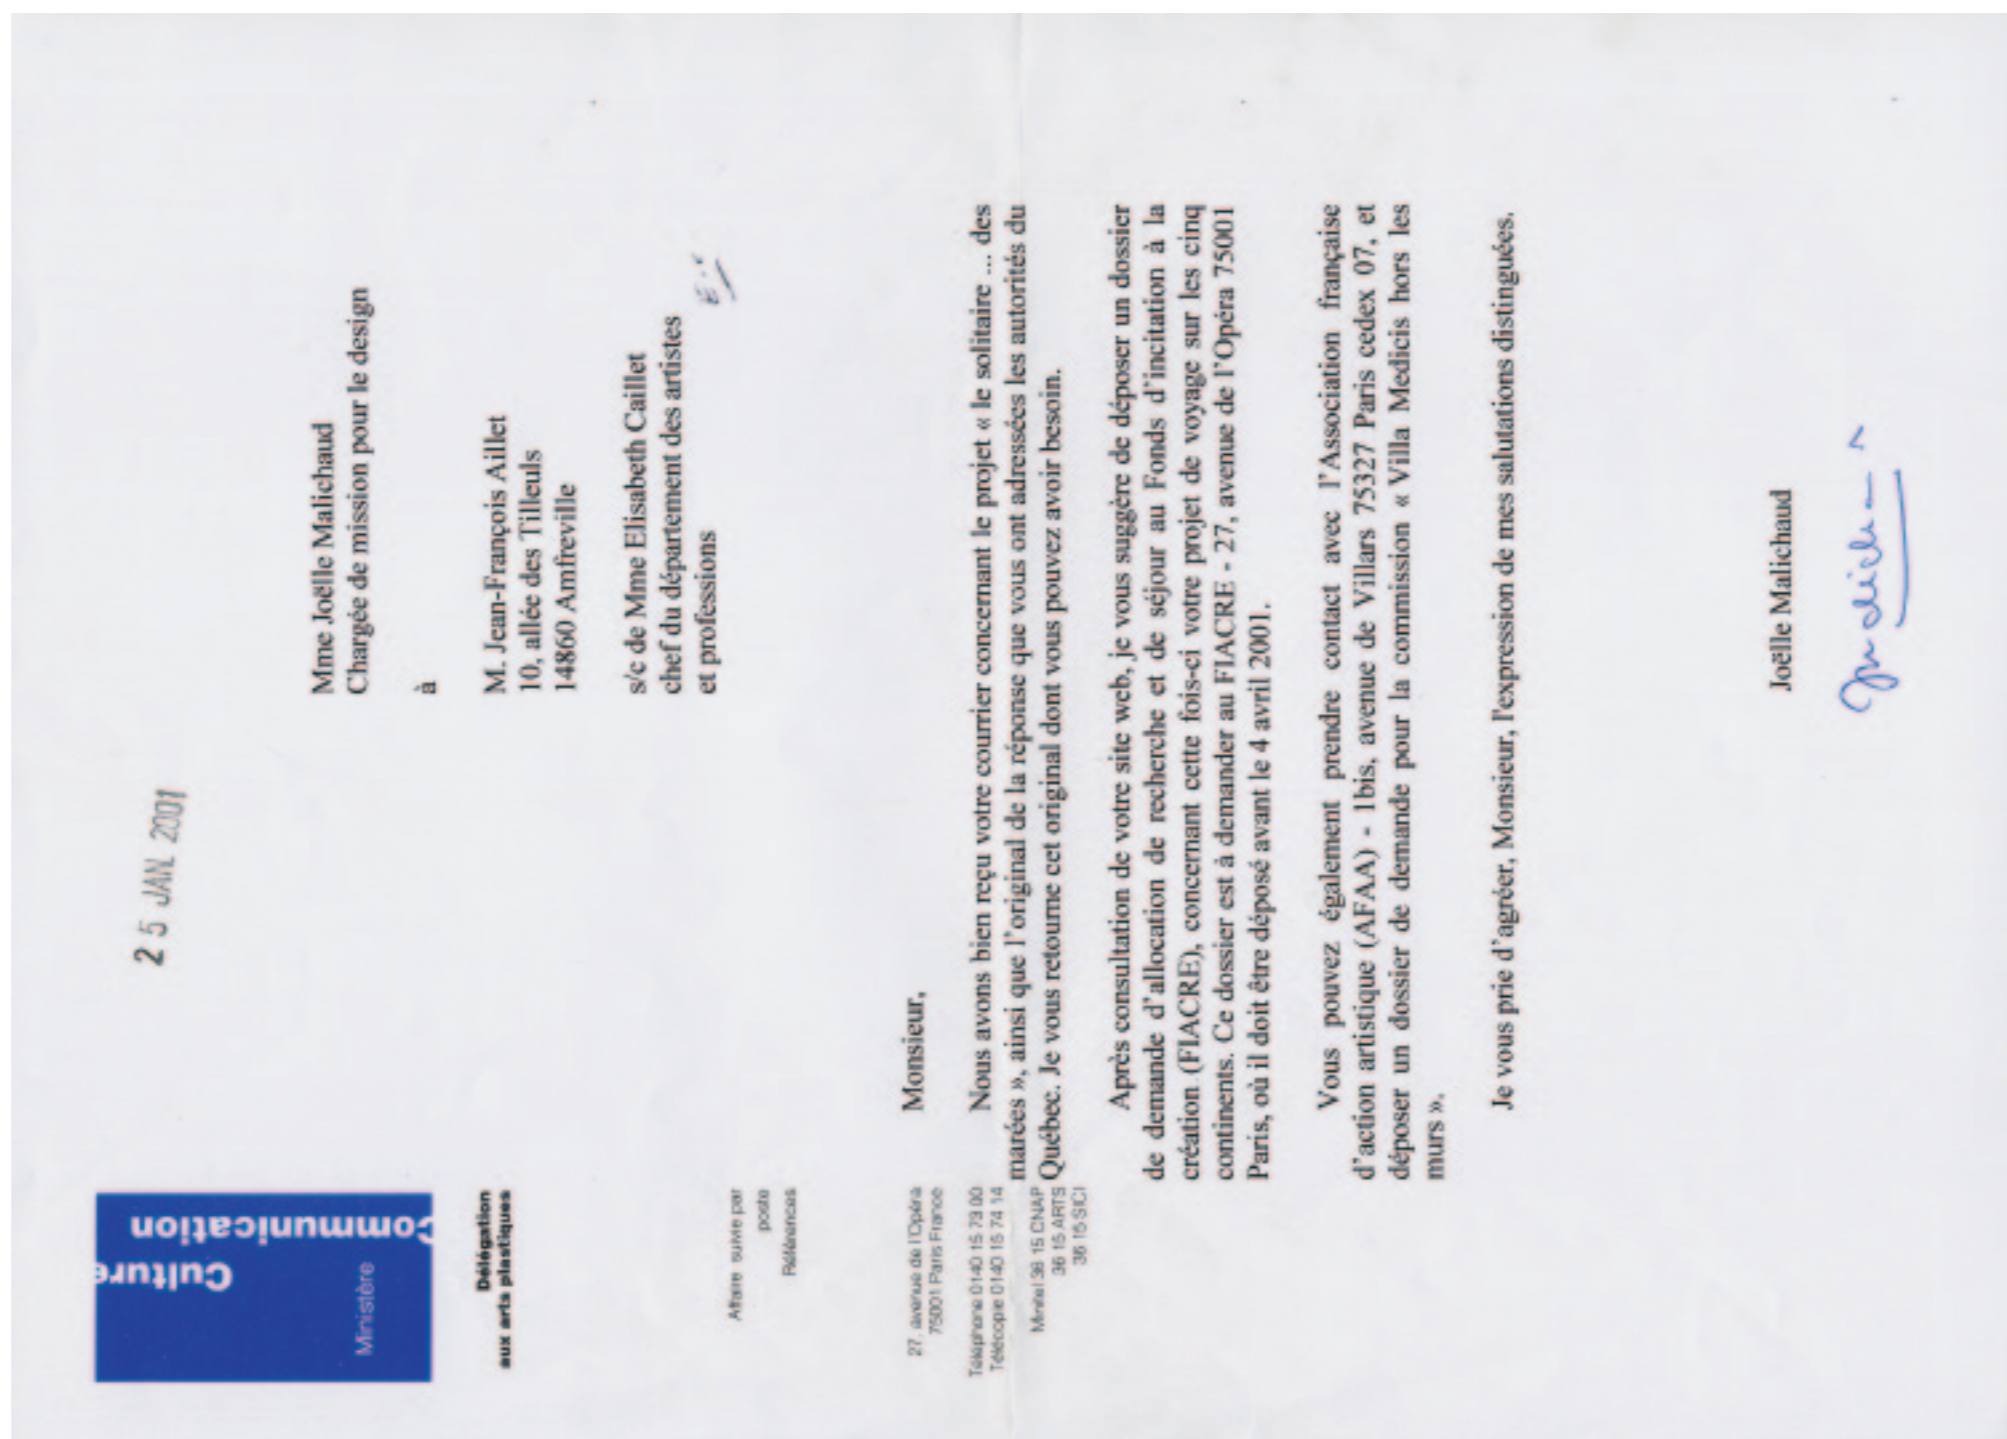 25 JAN. 2001
Culture
Communication
Ministère
Délégation
aux arts plastiques
Mme Joëlle Malichaud
Chargée de mission pour le design
à
M. Jean-François Aillet
10, allée des Tilleuls
14860 Amfreville
s/c de Mme Elisabeth Caillet
chef du département des artistes
et professions
Affaire suivie par
poste
Références
27, avenue de l'Opéra
75001 Paris France
Téléphone 0140 15 73 00
Télécopie 0140 15 74 14
Minitel 36 15 CNAP
36 15 ARTS
36 15 SICI
Monsieur,
Nous avons bien reçu votre courrier concernant le projet « le solitaire ... des
marées », ainsi que l'original de la réponse que vous ont adressées les autorités du
Québec. Je vous retourne cet original dont vous pouvez avoir besoin.
Après consultation de votre site web, je vous suggère de déposer un dossier
de demande d'allocation de recherche et de séjour au Fonds d'incitation à la
création (FIACRE), concernant cette fois-ci votre projet de voyage sur les cinq
continents. Ce dossier est à demander au FIACRE - 27, avenue de l'Opéra 75001
Paris, où il doit être déposé avant le 4 avril 2001.
Vous pouvez également prendre contact avec l'Association française
d'action artistique (AFAA) - 1bis, avenue de Villars 75327 Paris cedex 07, et
déposer un dossier de demande pour la commission « Villa Medicis hors les
murs ».
Je vous prie d'agréer, Monsieur, l'expression de mes salutations distinguées.
Joëlle Malichaud